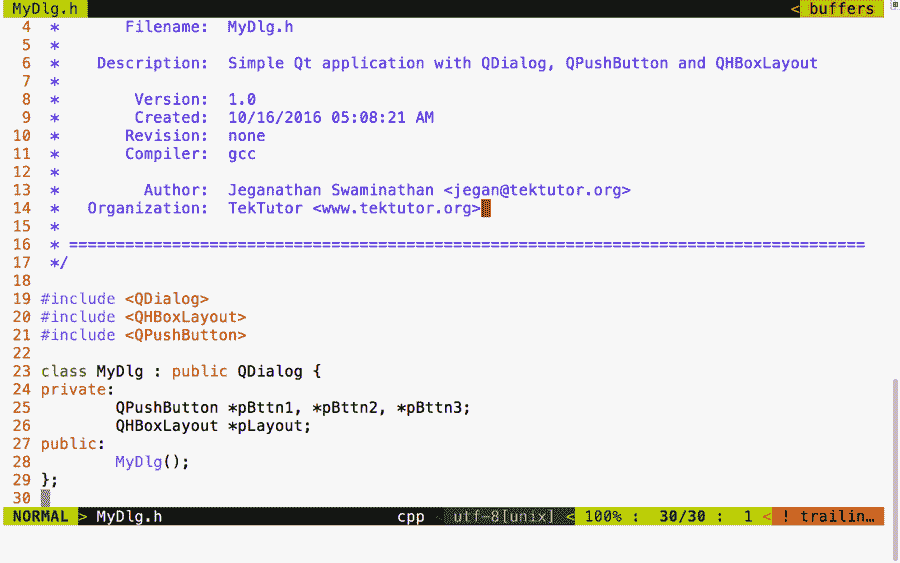 MyDlg.h < buffers
4 * Filename: MyDlg.h
5 *
6 * Description: Simple Qt application with QDialog, QPushButton and QHBoxLayout
7 *
8 * Version: 1.0
9 * Created: 10/16/2016 05:08:21 AM
10 * Revision: none
11 * Compiler: gcc
12 *
13 * Author: Jeganathan Swaminathan <jegan@tektutor.org>
14 * Organization: TekTutor <www.tektutor.org>
15 *
16 * =====================================================================================
17 */
18
19 #include <QDialog>
20 #include <QHBoxLayout>
21 #include <QPushButton>
22
23 class MyDlg : public QDialog {
24 private:
25 QPushButton *pBttn1, *pBttn2, *pBttn3;
26 QHBoxLayout *pLayout;
27 public:
28 MyDlg();
29 };
30
NORMAL > MyDlg.h cpp < utf-8[unix] < 100% : 30/30 : 1 < ! trailin…